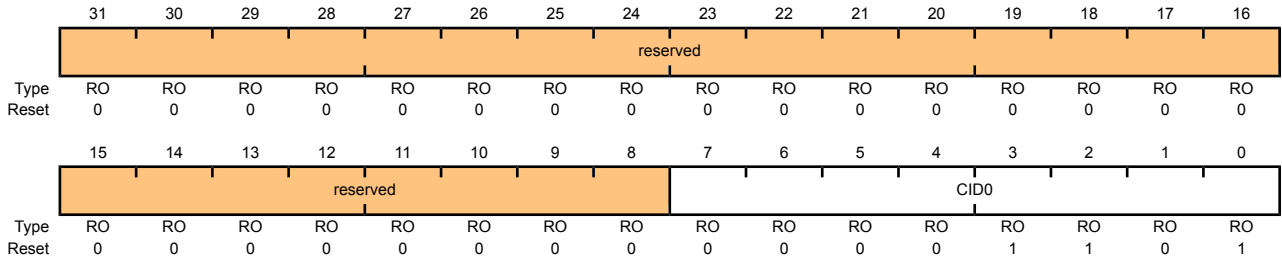 31 30 29 28 27 26 25 24 23 22 21 20 19 18 17 16
reserved
Type RO RO RO RO RO RO RO RO RO RO RO RO RO RO RO RO
Reset 0 0 0 0 0 0 0 0 0 0 0 0 0 0 0 0
15 14 13 12 11 10 9 8 7 6 5 4 3 2 1 0
reserved CID0
Type RO RO RO RO RO RO RO RO RO RO RO RO RO RO RO RO
Reset 0 0 0 0 0 0 0 0 0 0 0 0 1 1 0 1